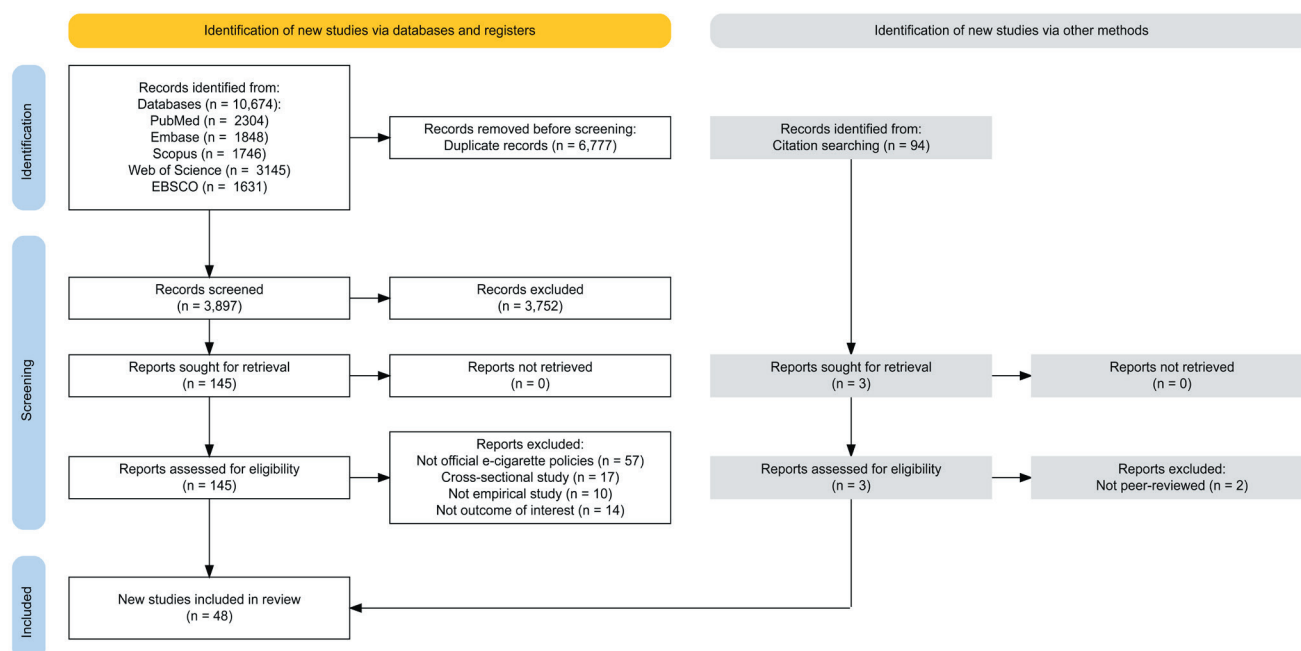 Identification of new studies via databases and registers
Identification of new studies via other methods
Identification
Records identified from:
Databases (n = 10,674):
PubMed (n = 2304)
Embase (n = 1848)
Scopus (n = 1746)
Web of Science (n = 3145)
EBSCO (n = 1631)
Records removed before screening:
Duplicate records (n = 6,777)
Records identified from:
Citation searching (n = 94)
Screening
Records screened
(n = 3,897)
Records excluded
(n = 3,752)
Reports sought for retrieval
(n = 145)
Reports not retrieved
(n = 0)
Reports sought for retrieval
(n = 3)
Reports not retrieved
(n = 0)
Reports assessed for eligibility
(n = 145)
Reports excluded:
Not official e-cigarette policies (n = 57)
Cross-sectional study (n = 17)
Not empirical study (n = 10)
Not outcome of interest (n = 14)
Reports assessed for eligibility
(n = 3)
Reports excluded:
Not peer-reviewed (n = 2)
Included
New studies included in review
(n = 48)